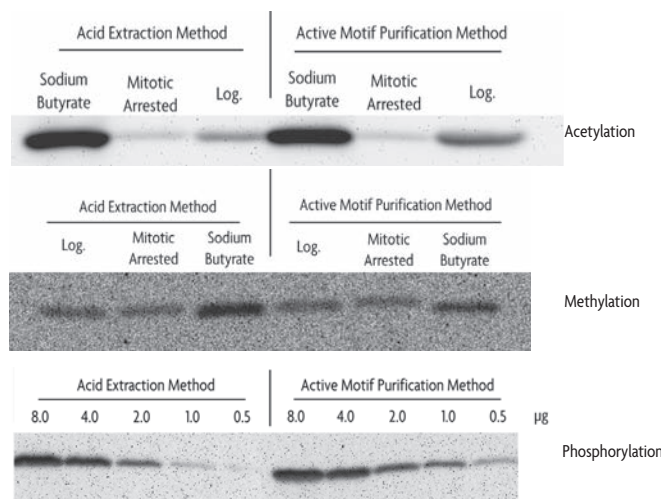 Acid Extraction Method Active Motif Purification Method
Sodium Butyrate Mitotic Arrested Log. Sodium Butyrate Mitotic Arrested Log.
Acetylation
Acid Extraction Method Active Motif Purification Method
Log. Mitotic Arrested Sodium Butyrate Log. Mitotic Arrested Sodium Butyrate
Methylation
Acid Extraction Method Active Motif Purification Method
8.0 4.0 2.0 1.0 0.5 8.0 4.0 2.0 1.0 0.5 µg
Phosphorylation